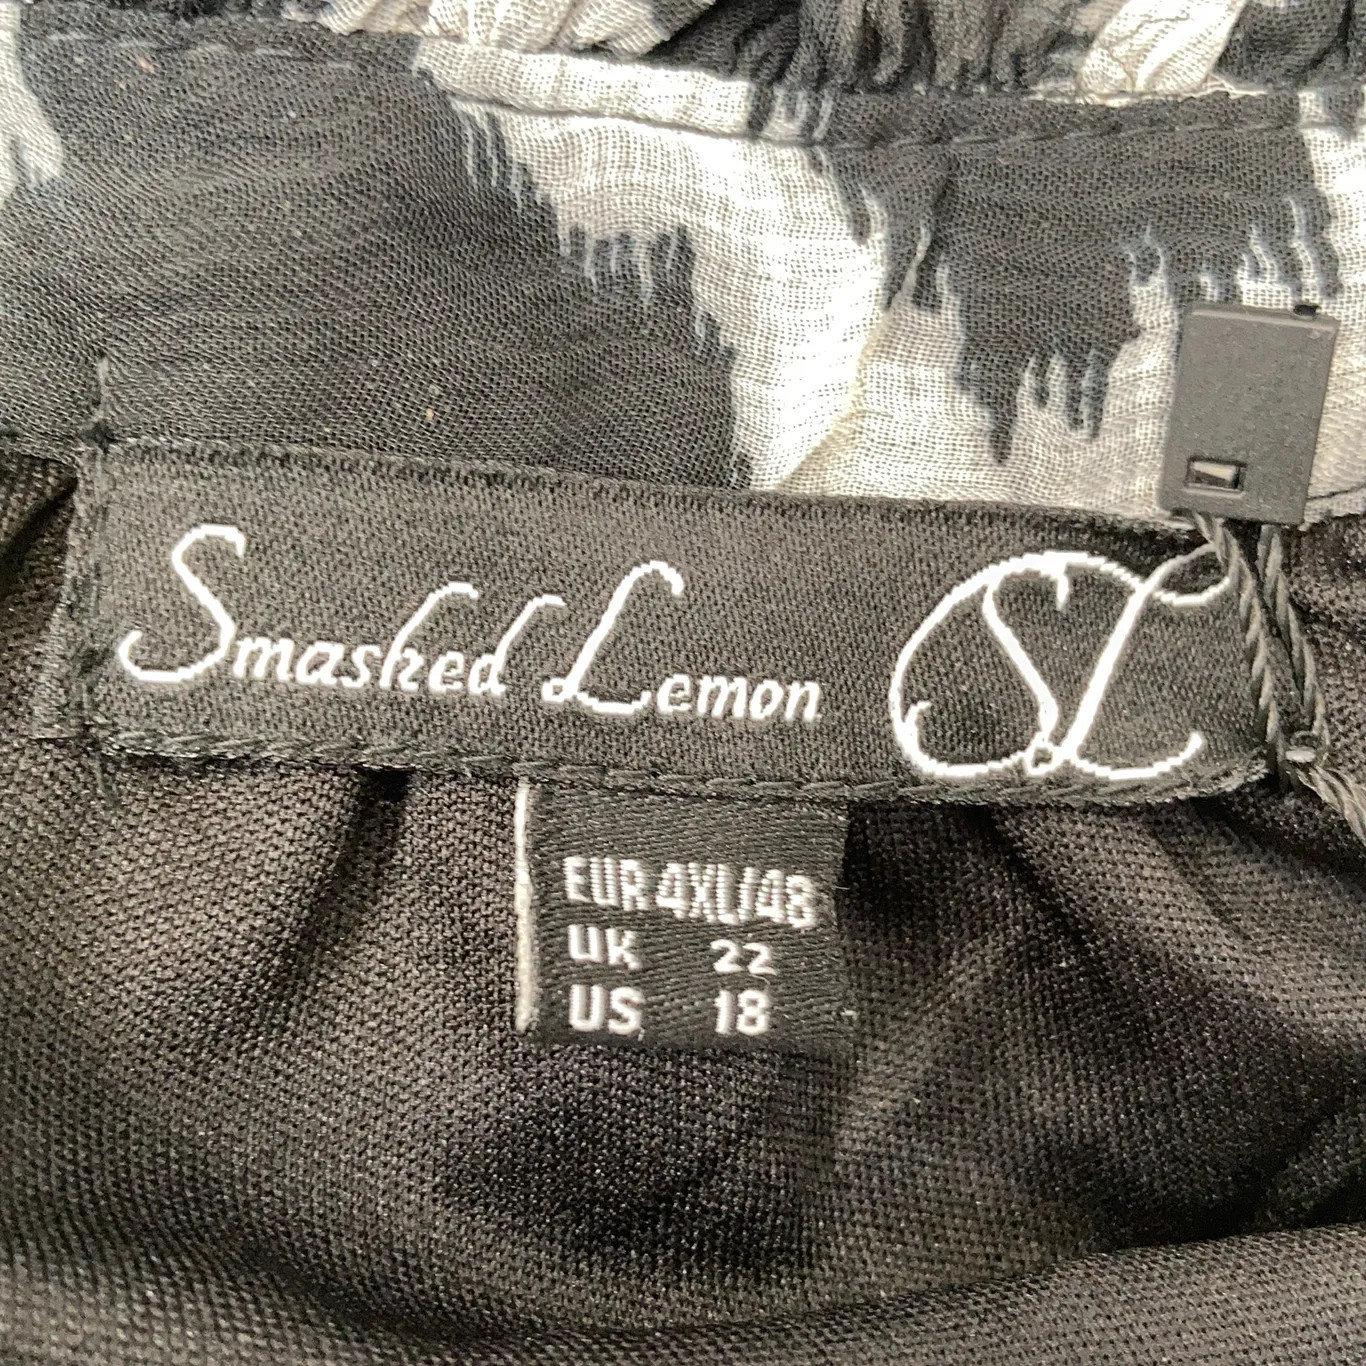 Smashed Lemon SL
EUR 4XL/48
UK 22
US 18